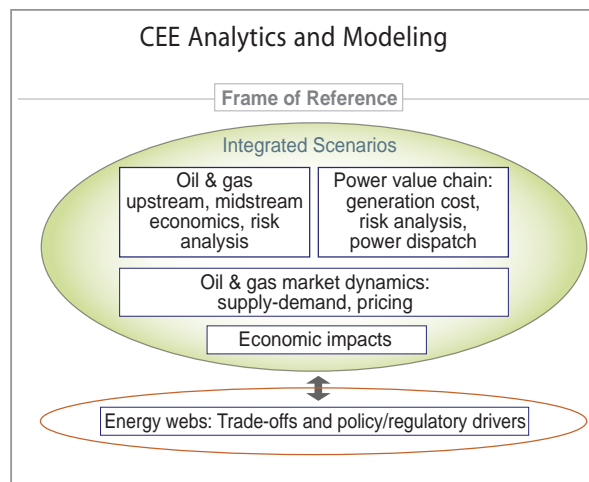 CEE Analytics and Modeling
Frame of Reference
Integrated Scenarios
Oil & gas
upstream, midstream
economics, risk
analysis
Power value chain:
generation cost,
risk analysis,
power dispatch
Oil & gas market dynamics:
supply-demand, pricing
Economic impacts
Energy webs: Trade-offs and policy/regulatory drivers